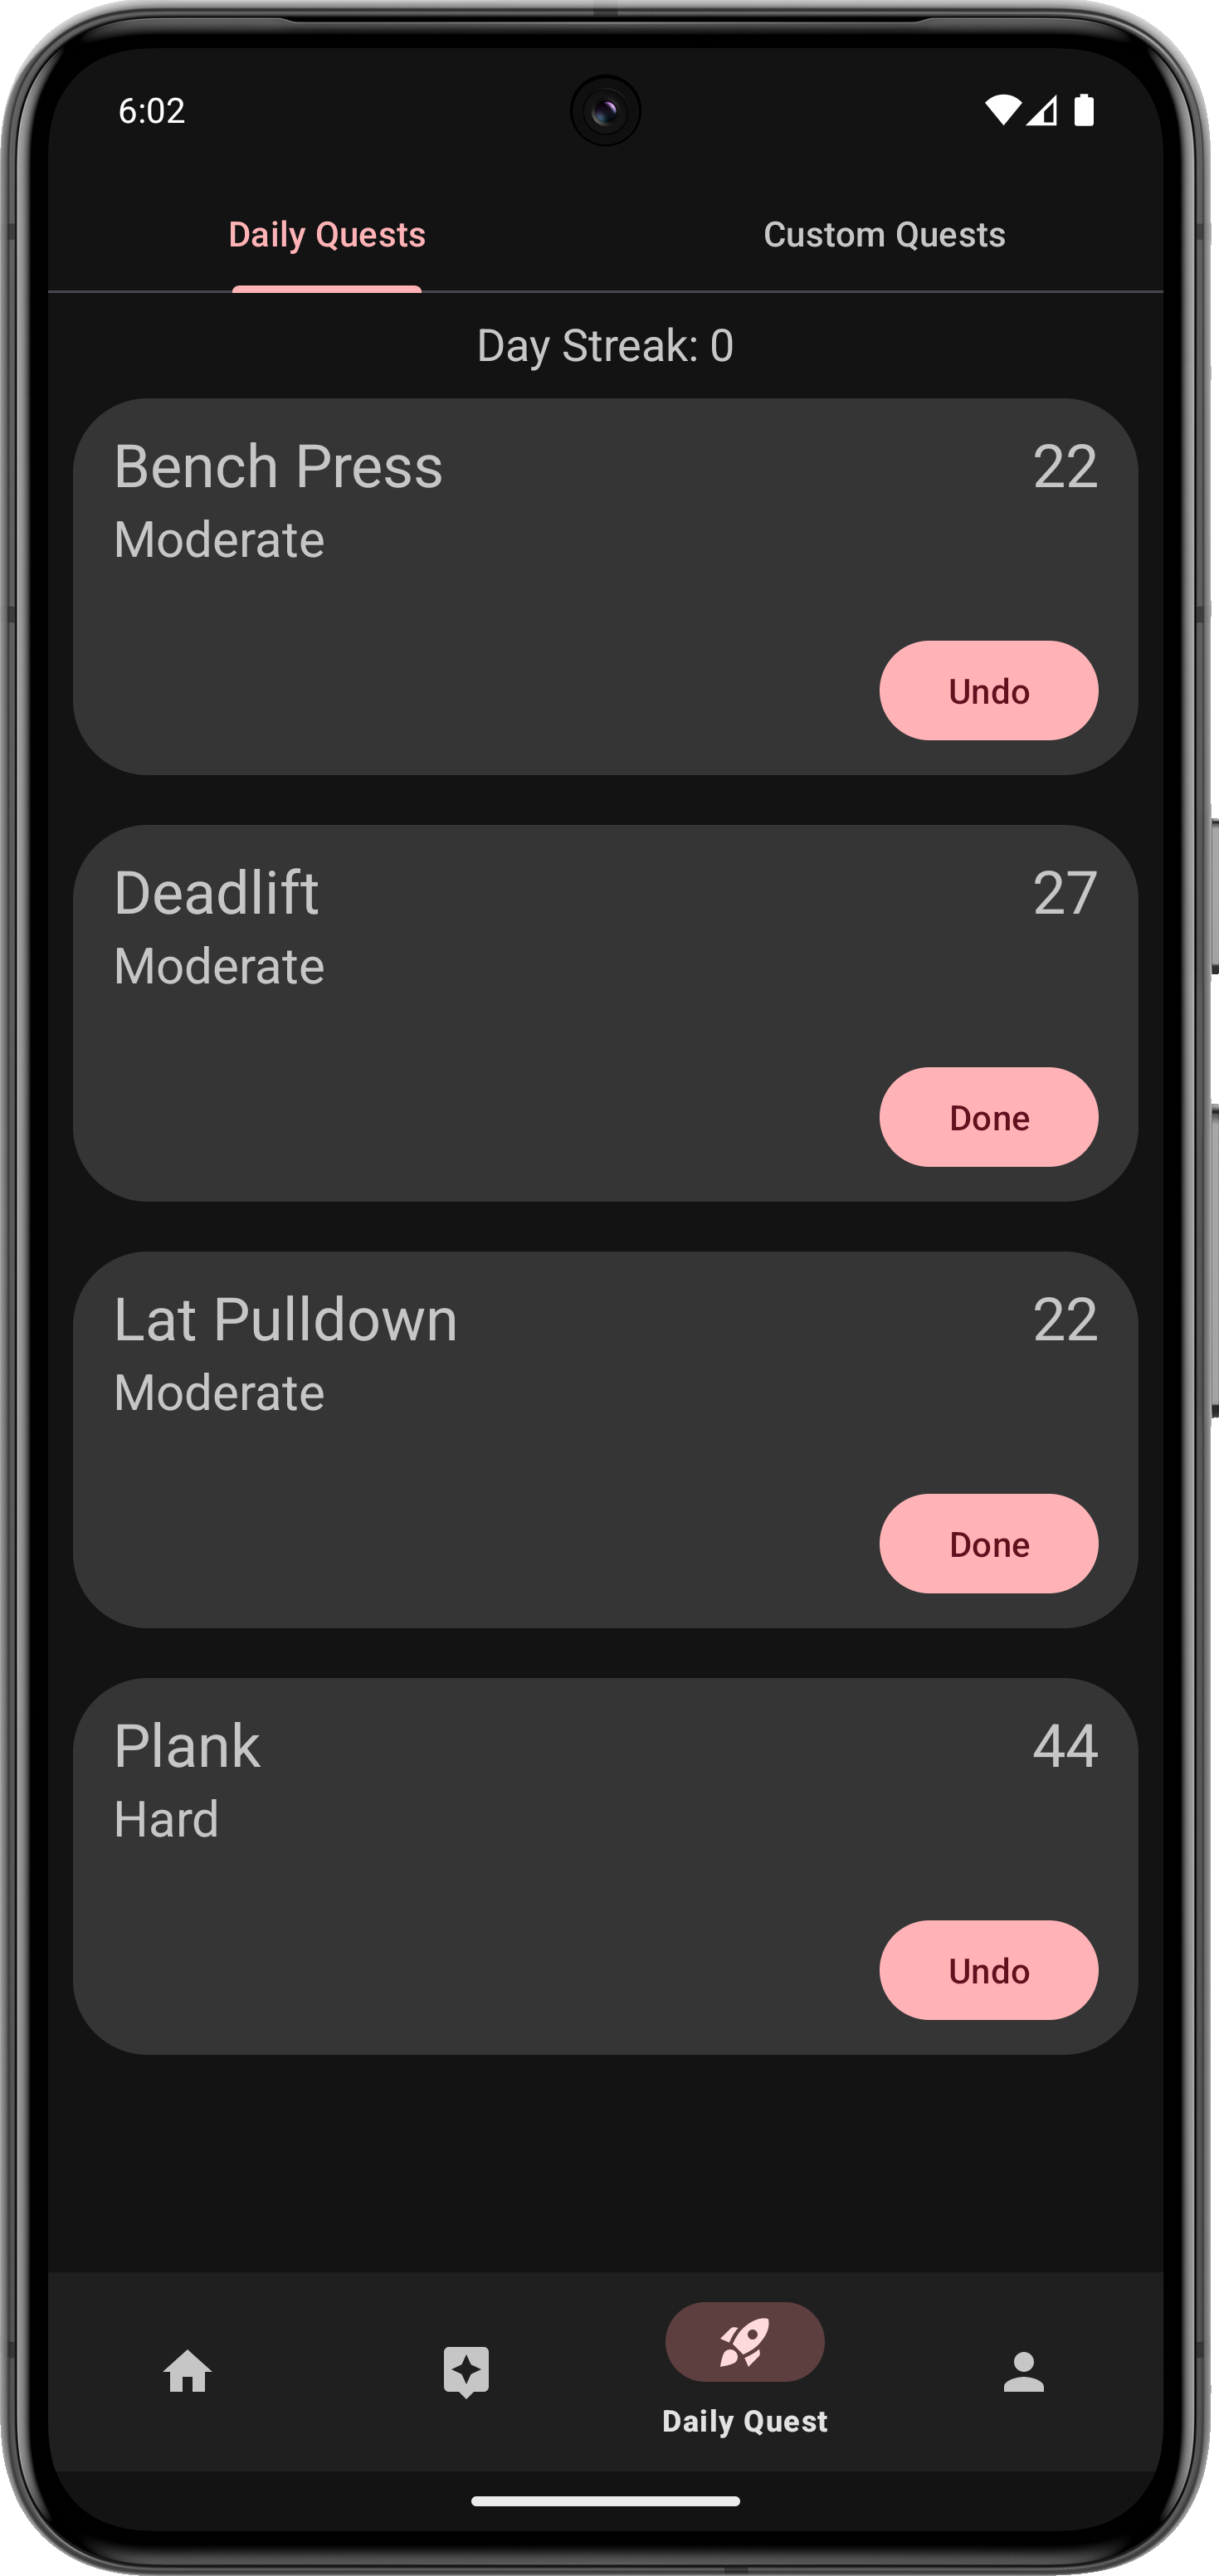 6:02
Daily Quests
Custom Quests
Day Streak: 0
Bench Press
22
Moderate
Undo
Deadlift
27
Moderate
Done
Lat Pulldown
22
Moderate
Done
Plank
44
Hard
Undo
Daily Quest